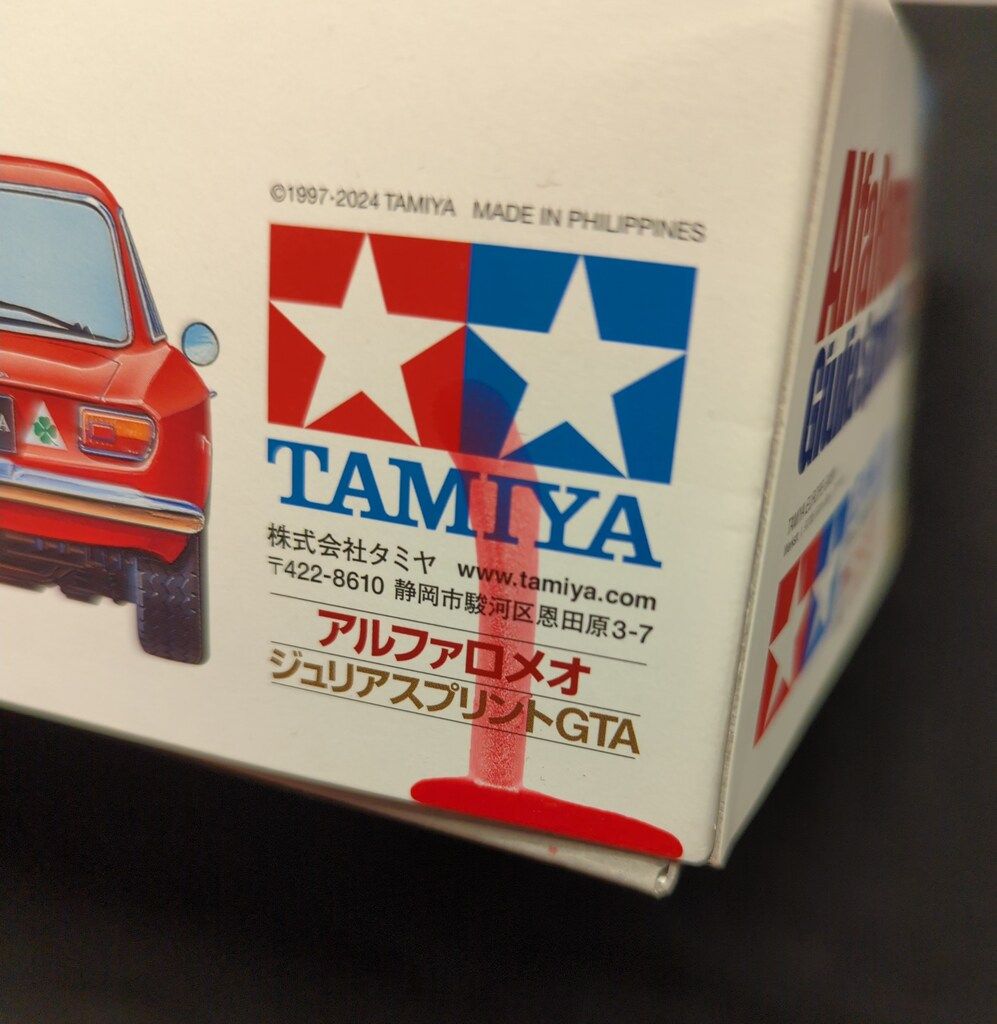 ©1997-2024 TAMIYA MADE IN PHILIPPINES
TAMIYA
株式会社タミヤ www.tamiya.com
〒422-8610 静岡市駿河区恩田原3-7
アルファロメオ
ジュリアスプリントGTA
Alfa
Giulia